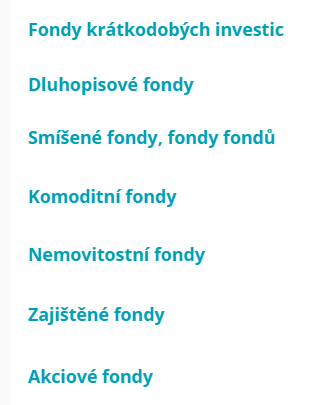 Fondy krátkodobých investic
Dluhopisové fondy
Smíšené fondy, fondy fondů
Komoditní fondy
Nemovitostní fondy
Zajištěné fondy
Akciové fondy